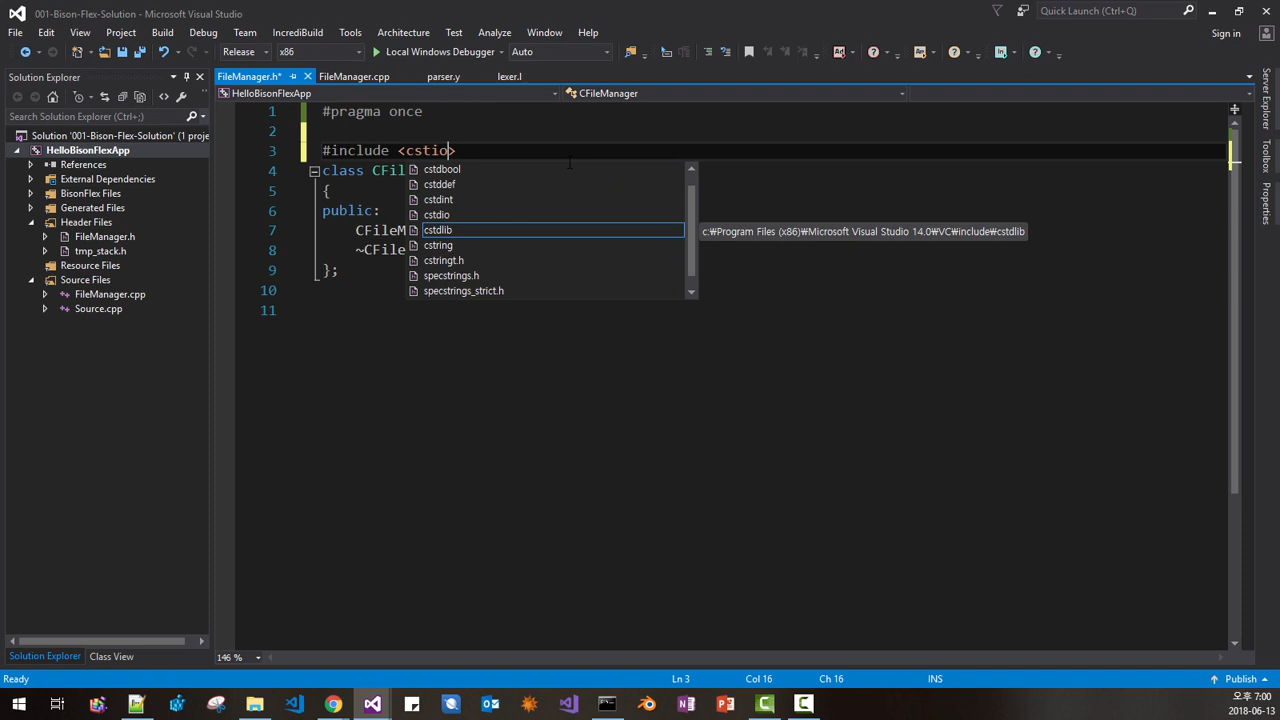 001-Bison-Flex-Solution - Microsoft Visual Studio
Quick Launch (Ctrl+Q)
File Edit View Project Build Debug Team IncrediBuild Tools Architecture Test Analyze Window Help
Sign in
Release x86 Local Windows Debugger Auto
Solution Explorer
Search Solution Explorer (Ctrl+;)
Solution '001-Bison-Flex-Solution' (1 proje
HelloBisonFlexApp
References
External Dependencies
BisonFlex Files
Generated Files
Header Files
FileManager.h
tmp_stack.h
Resource Files
Source Files
FileManager.cpp
Source.cpp
Solution Explorer Class View
FileManager.h* FileManager.cpp parser.y lexer.l
HelloBisonFlexApp CFileManager
1 #pragma once
2
3 #include <cstio>
4 class CFil
5 {
6 public:
7 CFileM
8 ~CFile
9 };
10
11
cstdbool
cstddef
cstdint
cstdio
cstdlib
cstring
cstringt.h
specstrings.h
specstrings_strict.h
c:₩Program Files (x86)₩Microsoft Visual Studio 14.0₩VC₩include₩cstdlib
146 %
Server Explorer
Toolbox
Properties
Ready Ln 3 Col 16 Ch 16 INS Publish
오후 7:00
2018-06-13